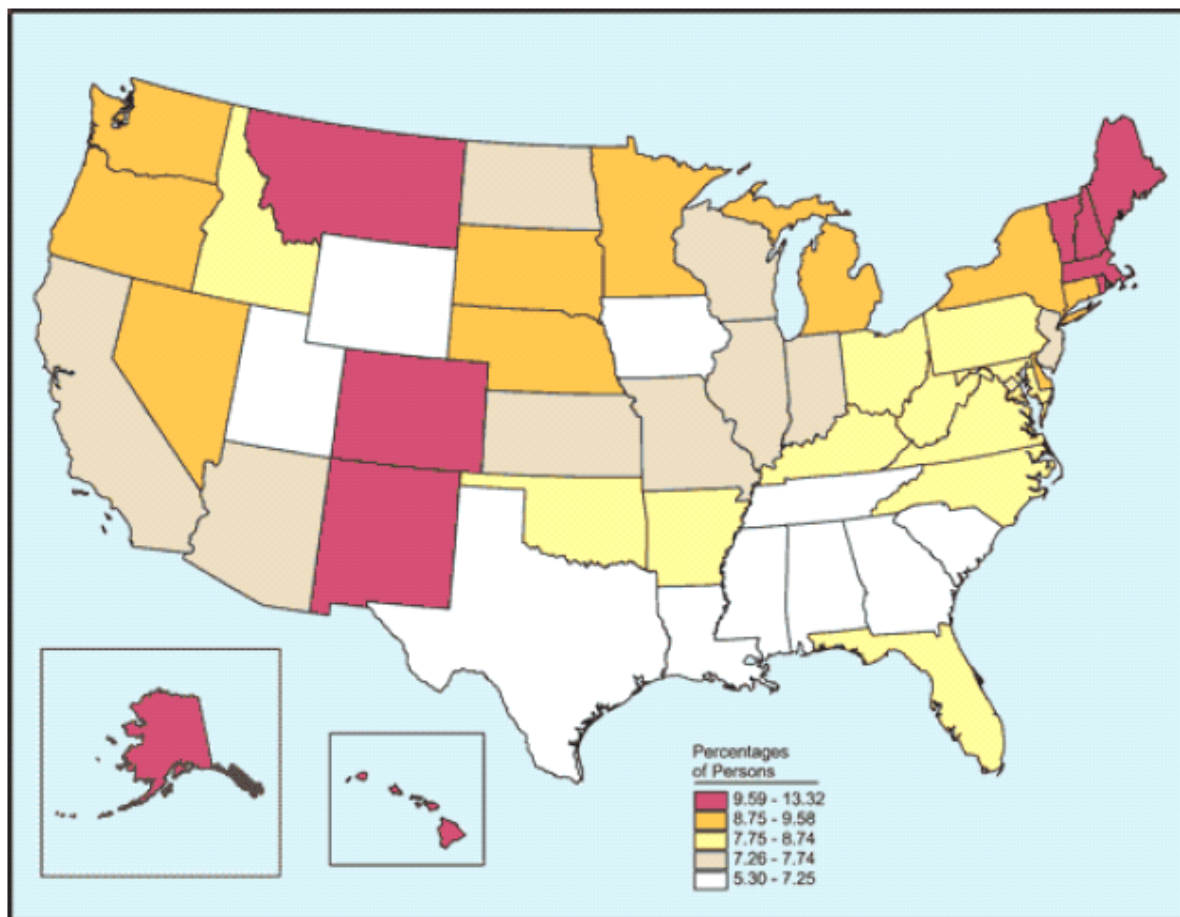 Percentages
of Persons
9.59 - 13.32
8.75 - 9.58
7.75 - 8.74
7.26 - 7.74
5.30 - 7.25